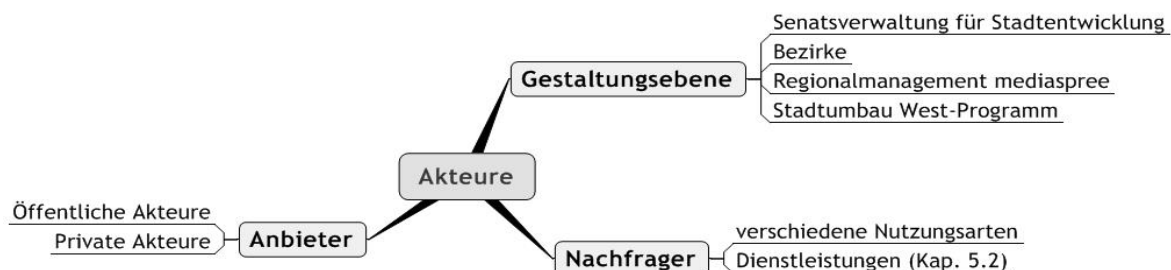 Senatsverwaltung für Stadtentwicklung
Bezirke
Gestaltungsebene
Regionalmanagement mediaspree
Stadtumbau West-Programm
Akteure
Öffentliche Akteure
Private Akteure
Anbieter
verschiedene Nutzungsarten
Nachfrager
Dienstleistungen (Kap. 5.2)